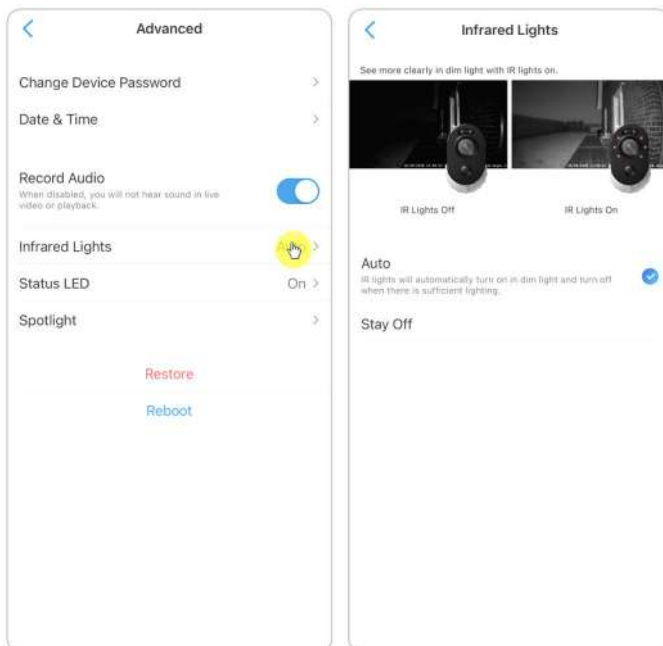 Advanced
Change Device Password
Date & Time
Record Audio
When disabled, you will not hear sound in live
video or playback.
Infrared Lights
Status LED
On
Spotlight
Restore
Reboot
Infrared Lights
See more clearly in dim light with IR lights on.
IR Lights Off
IR Lights On
Auto
IR lights will automatically turn on in dim light and turn off
when there is sufficient lighting.
Stay Off